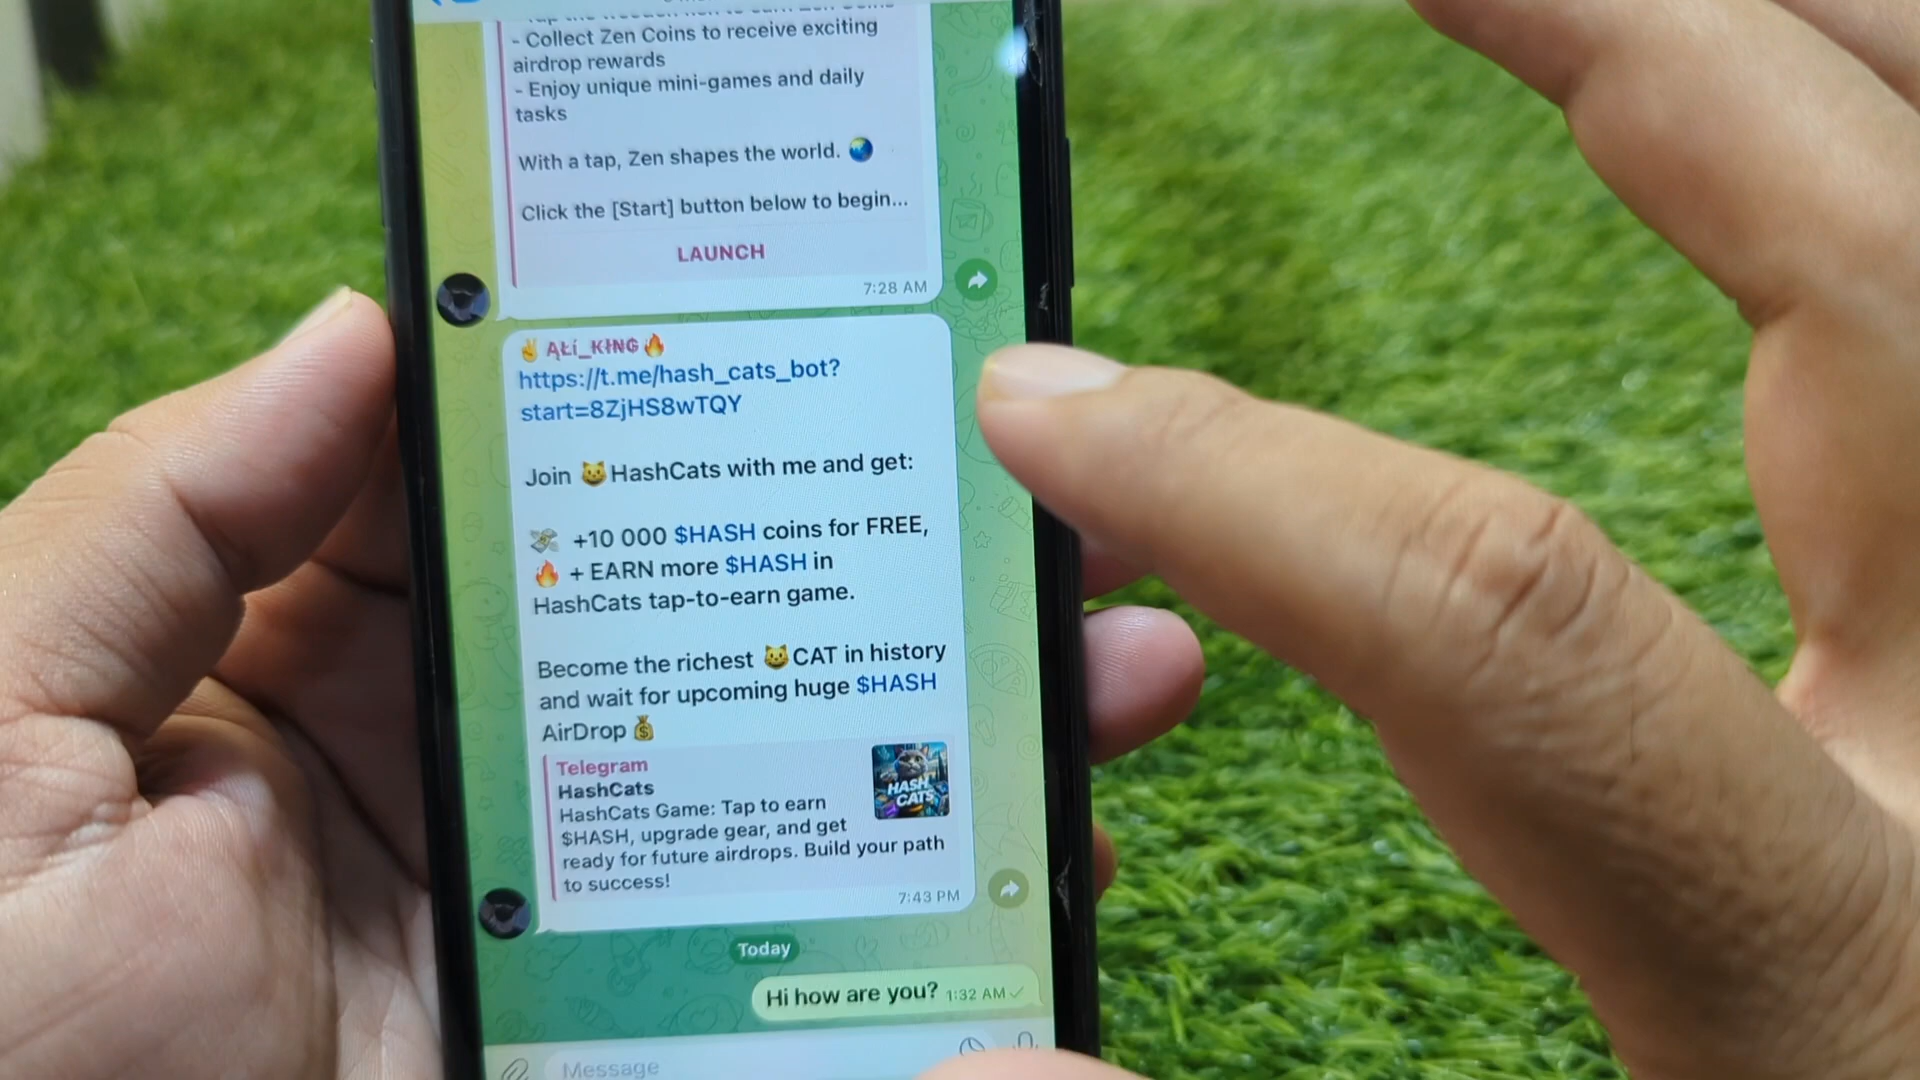 - Collect Zen Coins to receive exciting
airdrop rewards
- Enjoy unique mini-games and daily
tasks
With a tap, Zen shapes the world. 🌏
Click the [Start] button below to begin...
LAUNCH
7:28 AM
✌️ĄŁí_KŁNG🔥
https://t.me/hash_cats_bot?
start=8ZjHS8wTQY
Join 😺HashCats with me and get:
💸 +10 000 $HASH coins for FREE,
🔥 + EARN more $HASH in
HashCats tap-to-earn game.
Become the richest 😺CAT in history
and wait for upcoming huge $HASH
AirDrop 💰
Telegram
HashCats
HashCats Game: Tap to earn
$HASH, upgrade gear, and get
ready for future airdrops. Build your path
to success!
HASH
CATS
7:43 PM
Today
Hi how are you? 1:32 AM
Message